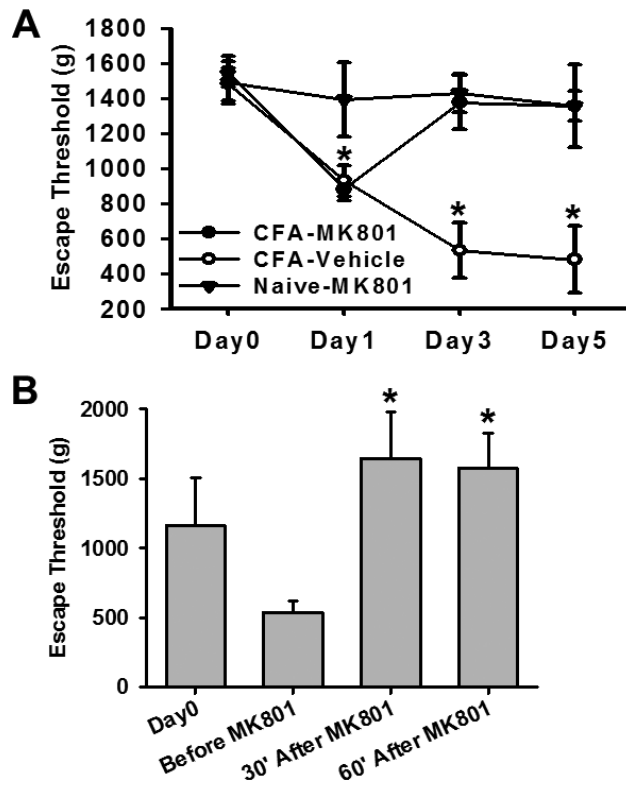 A
Escape Threshold (g)
1800
1600
1400
1200
1000
800
600
400
200
*
*
*
CFA-MK801
CFA-Vehicle
Naive-MK801
Day0 Day1 Day3 Day5
B
Escape Threshold (g)
2000
1500
1000
500
0
*
*
Day0
Before MK801
30' After MK801
60' After MK801